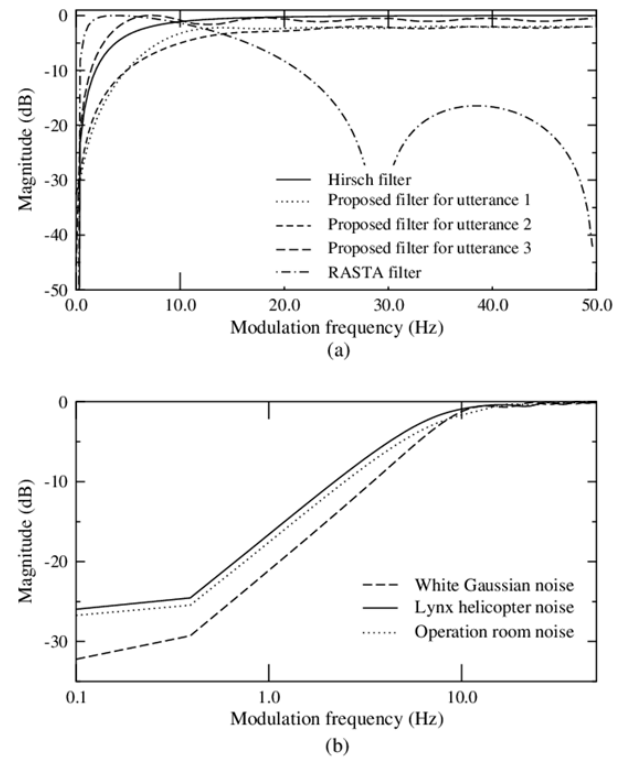 0
-10
-20
-30
-40
-50
Magnitude (dB)
Hirsch filter
Proposed filter for utterance 1
Proposed filter for utterance 2
Proposed filter for utterance 3
RASTA filter
0.0 10.0 20.0 30.0 40.0 50.0
Modulation frequency (Hz)
(a)
0
-10
-20
-30
Magnitude (dB)
White Gaussian noise
Lynx helicopter noise
Operation room noise
0.1 1.0 10.0
Modulation frequency (Hz)
(b)